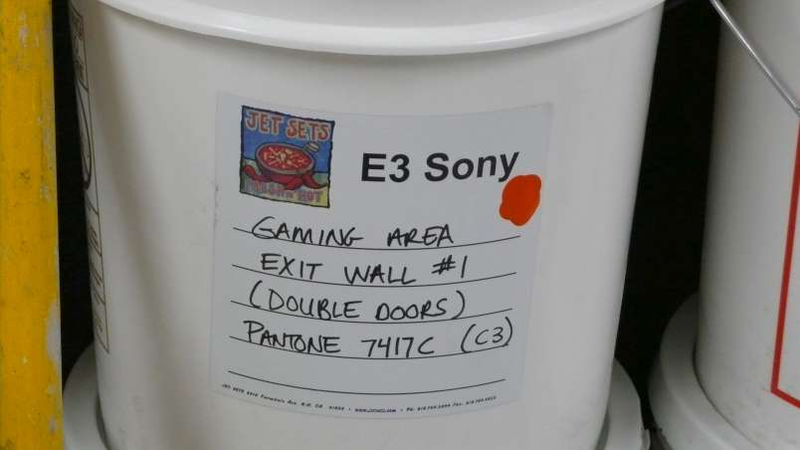 JET SETS
E3 Sony
GAMING AREA
EXIT WALL #1
(DOUBLE DOORS)
PANTONE 7417C (C3)